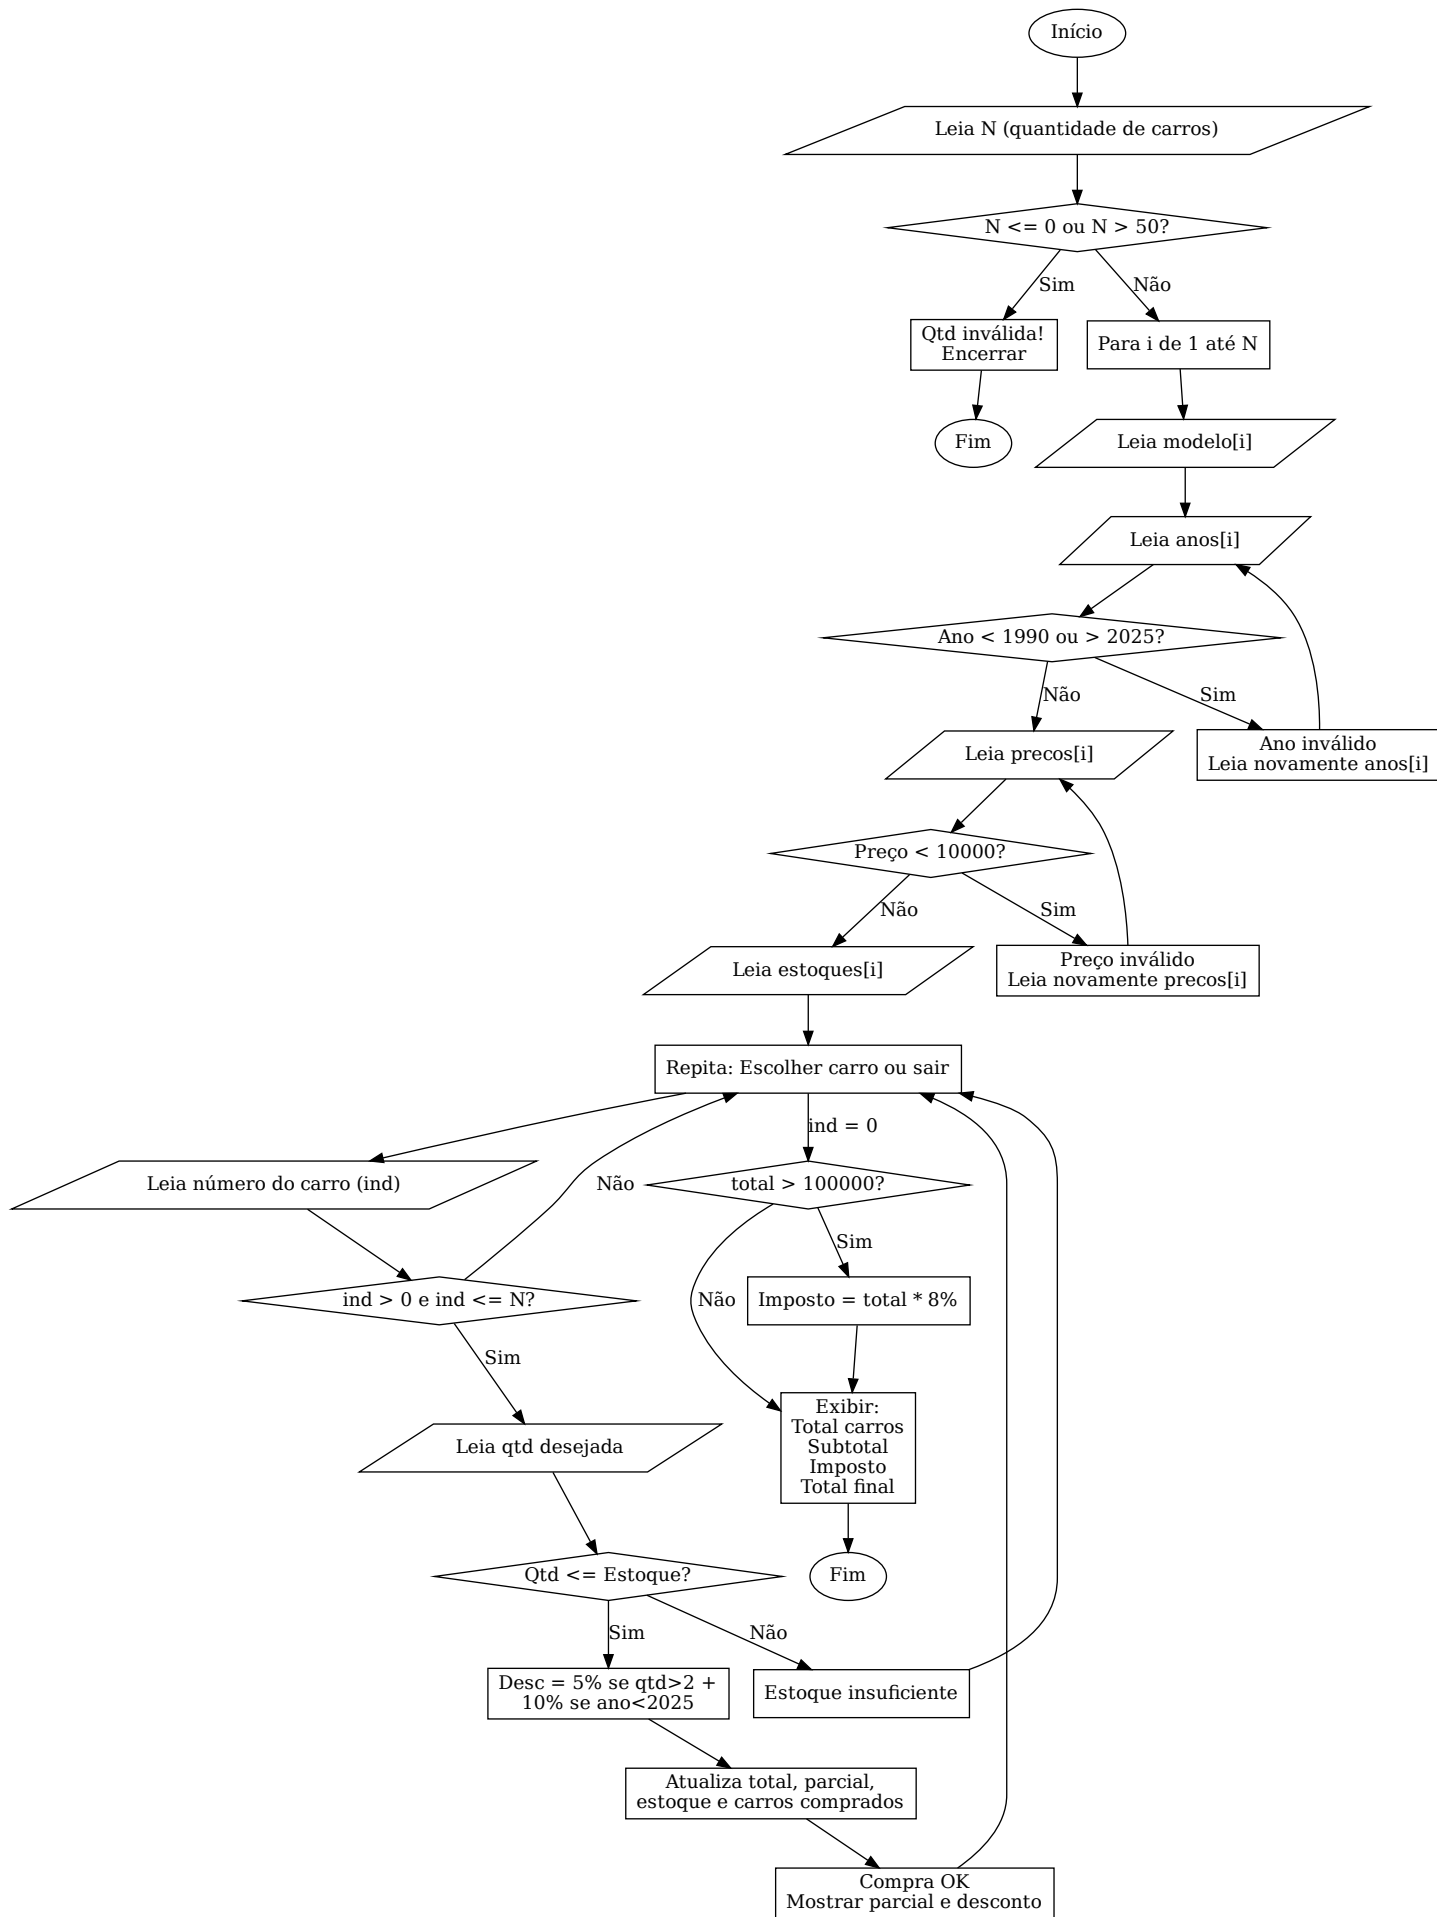 Início
Leia N (quantidade de carros)
N <= 0 ou N > 50?
Sim
Não
Qtd inválida!
Encerrar
Para i de 1 até N
Fim
Leia modelo[i]
Leia anos[i]
Ano < 1990 ou > 2025?
Não
Sim
Leia precos[i]
Ano inválido
Leia novamente anos[i]
Preço < 10000?
Não
Sim
Leia estoques[i]
Preço inválido
Leia novamente precos[i]
Repita: Escolher carro ou sair
ind = 0
Leia número do carro (ind)
Não
total > 100000?
Sim
ind > 0 e ind <= N?
Não
Imposto = total * 8%
Sim
Exibir:
Total carros
Subtotal
Imposto
Total final
Leia qtd desejada
Qtd <= Estoque?
Fim
Sim
Não
Desc = 5% se qtd>2 +
10% se ano<2025
Estoque insuficiente
Atualiza total, parcial,
estoque e carros comprados
Compra OK
Mostrar parcial e desconto